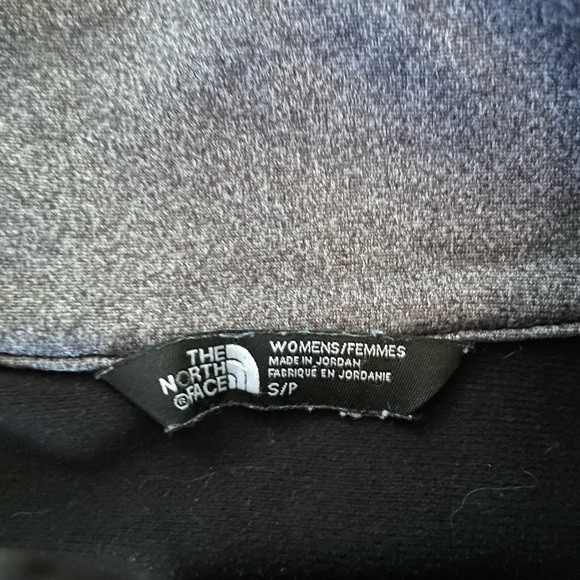 THE
NORTH
FACE®
WOMENS/FEMMES
MADE IN JORDAN
FABRIQUÉ EN JORDANIE
S/P